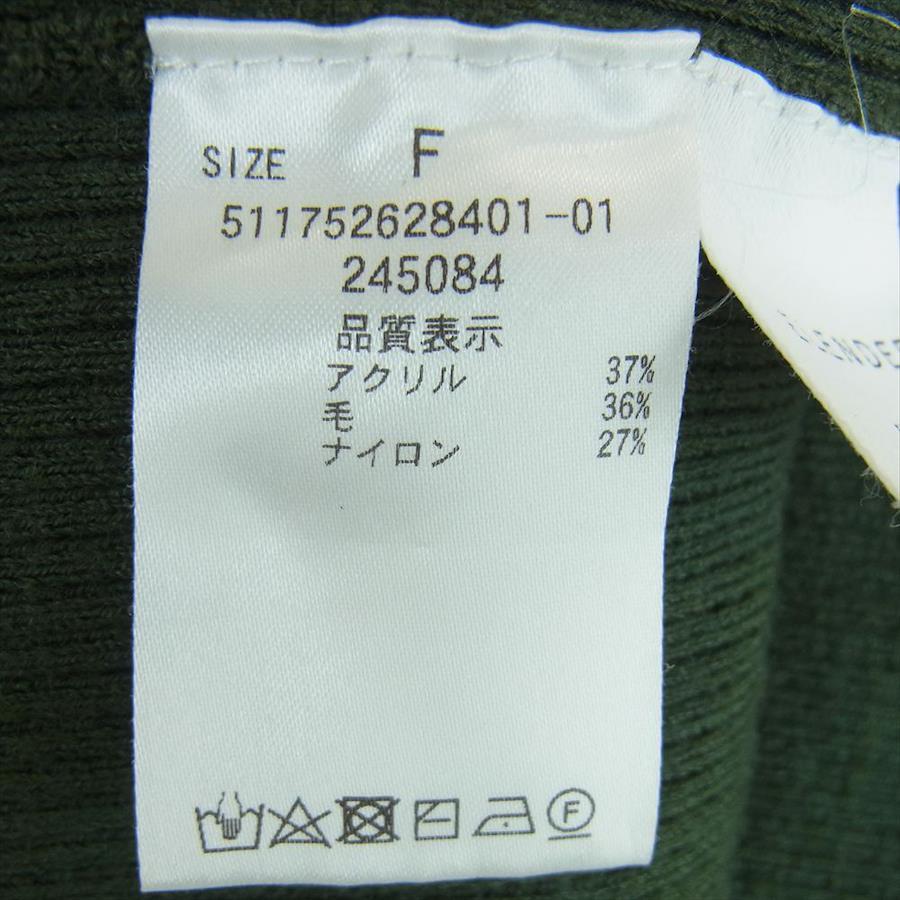 SIZE F
511752628401-01
245084
品質表示
アクリル 37%
毛 36%
ナイロン 27%
F